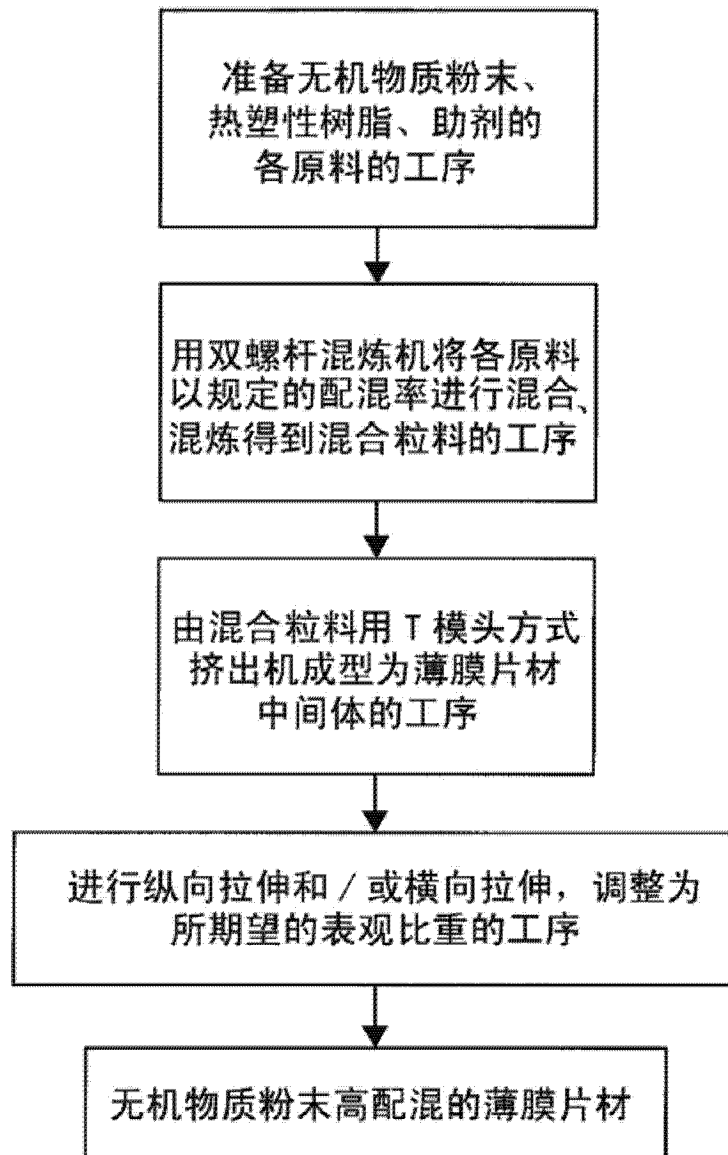 准备无机物质粉末、
热塑性树脂、助剂的
各原料的工序
用双螺杆混炼机将各原料
以规定的配混率进行混合、
混炼得到混合粒料的工序
由混合粒料用 T 模头方式
挤出机成型为薄膜片材
中间体的工序
进行纵向拉伸和 / 或横向拉伸，调整为
所期望的表观比重的工序
无机物质粉末高配混的薄膜片材